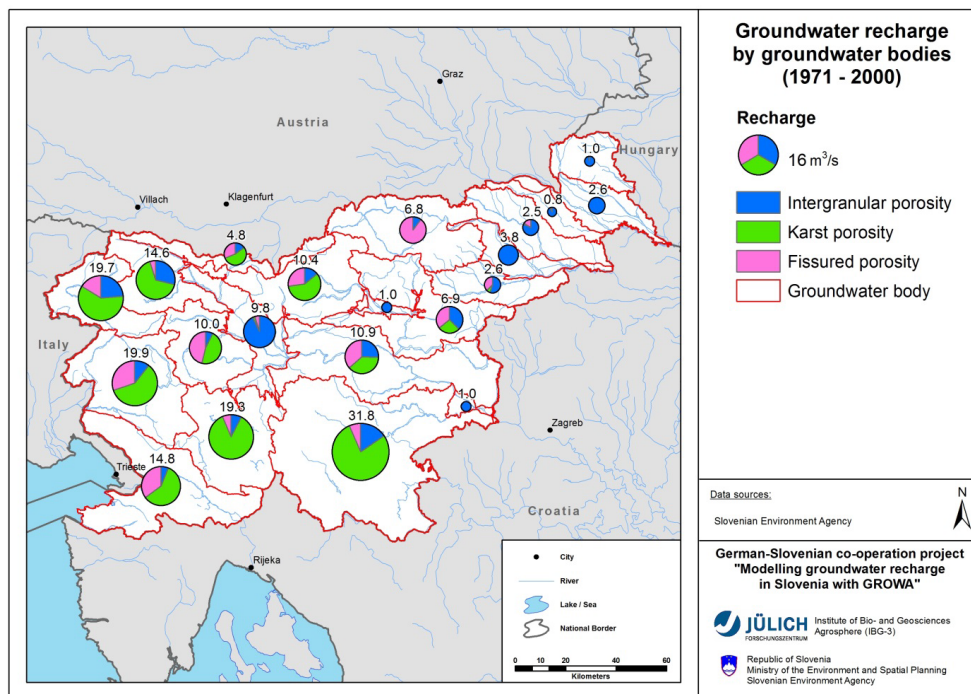 Groundwater recharge
by groundwater bodies
(1971 - 2000)
Recharge
16 m³/s
Intergranular porosity
Karst porosity
Fissured porosity
Groundwater body
Graz
Austria
Hungary
1.0
2.6
0.8
2.5
Villach
Klagenfurt
6.8
3.8
4.8
14.6
10.4
19.7
2.6
1.0
6.9
9.8
10.0
Italy
10.9
19.9
1.0
19.3
31.8
Zagreb
14.8
Trieste
Croatia
Rijeka
City
River
Lake / Sea
National Border
0 10 20 40 60
Kilometers
Data sources:
Slovenian Environment Agency
N
German-Slovenian co-operation project
"Modelling groundwater recharge
in Slovenia with GROWA"
JÜLICH
FORSCHUNGSZENTRUM
Institute of Bio- and Geosciences
Agrosphere (IBG-3)
Republic of Slovenia
Ministry of the Environment and Spatial Planning
Slovenian Environment Agency